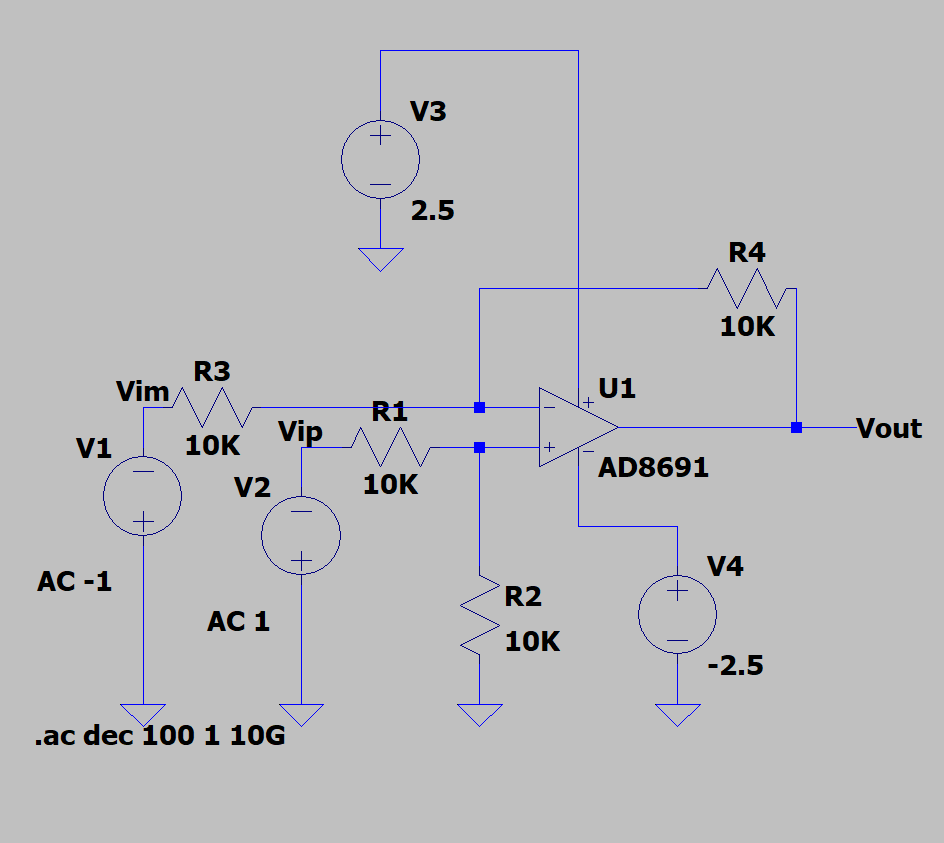 V3
2.5
R4
10K
R3
Vim
10K
R1
Vip
10K
U1
AD8691
Vout
V1
AC -1
V2
AC 1
R2
10K
V4
-2.5
.ac dec 100 1 10G